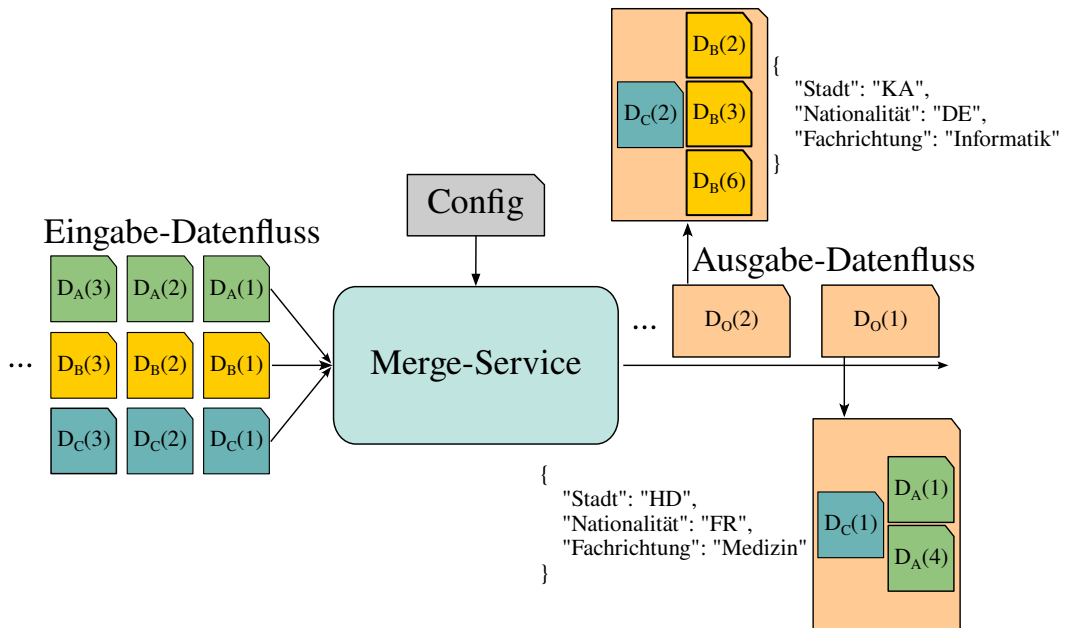 D_B(2)
{
"Stadt": "KA",
D_C(2) D_B(3) "Nationalität": "DE",
"Fachrichtung": "Informatik"
}
D_B(6)
Config
Eingabe-Datenfluss
Ausgabe-Datenfluss
D_A(3) D_A(2) D_A(1)
... D_O(2) D_O(1)
... D_B(3) D_B(2) D_B(1)
Merge-Service
D_C(3) D_C(2) D_C(1)
{
"Stadt": "HD",
"Nationalität": "FR",
"Fachrichtung": "Medizin"
}
D_A(1)
D_C(1)
D_A(4)